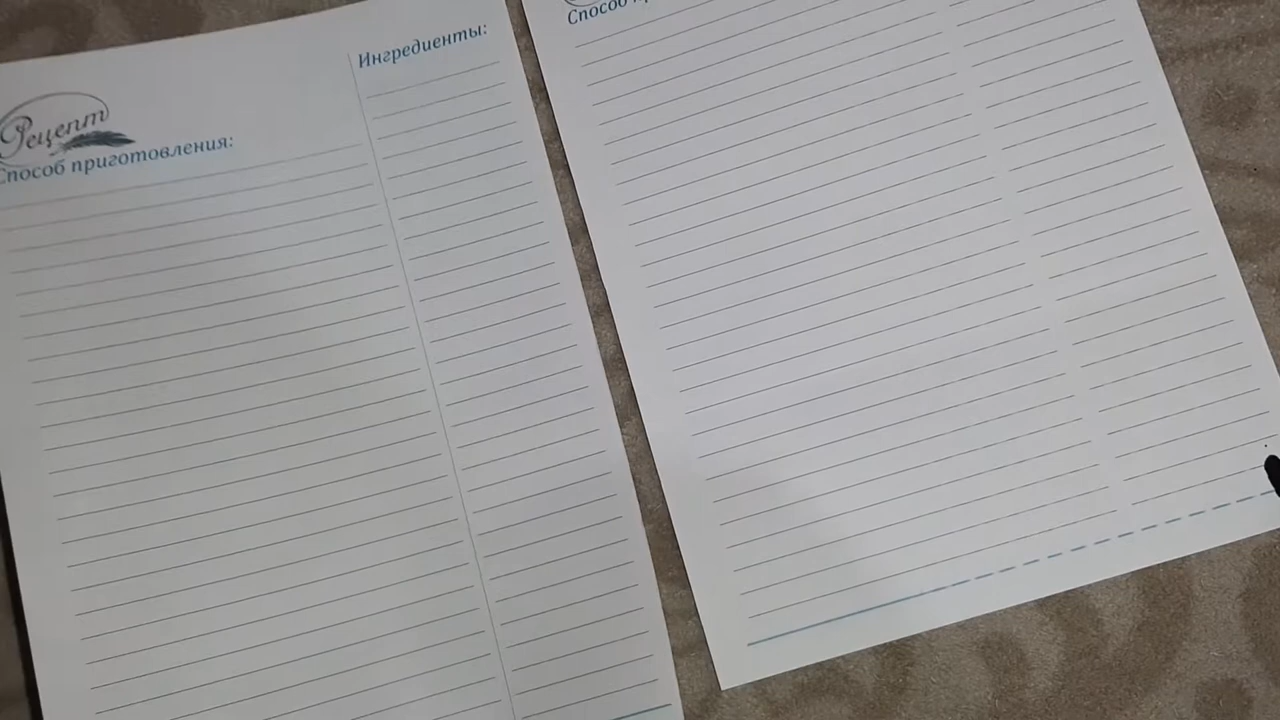 Ингредиенты:
Рецепт
Способ приготовления:
Способ